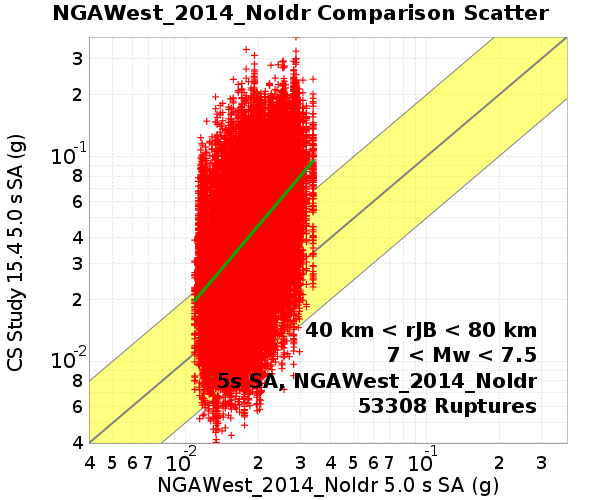 NGAWest_2014_NoIdr Comparison Scatter
CS Study 15.4 5.0 s SA (g)
3
2
10^-1
8
6
4
3
2
10^-2
8
6
4
40 km < rJB < 80 km
7 < Mw < 7.5
5s SA, NGAWest_2014_NoIdr
53308 Ruptures
4 5 6 7 10^-2 2 3 4 5 6 7 10^-1 2 3
NGAWest_2014_NoIdr 5.0 s SA (g)